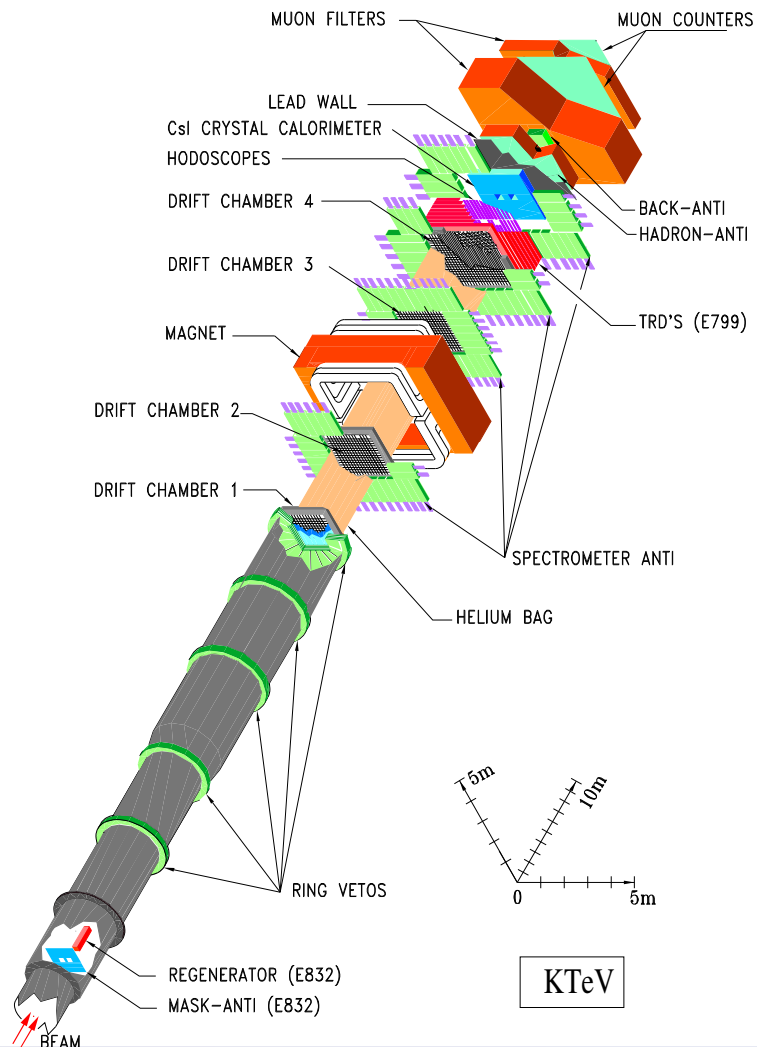 MUON FILTERS
MUON COUNTERS
LEAD WALL
CsI CRYSTAL CALORIMETER
HODOSCOPES
DRIFT CHAMBER 4
BACK-ANTI
HADRON-ANTI
DRIFT CHAMBER 3
TRD'S (E799)
MAGNET
DRIFT CHAMBER 2
DRIFT CHAMBER 1
SPECTROMETER ANTI
HELIUM BAG
5m
10m
0
5m
RING VETOS
REGENERATOR (E832)
MASK-ANTI (E832)
KTeV
BEAM